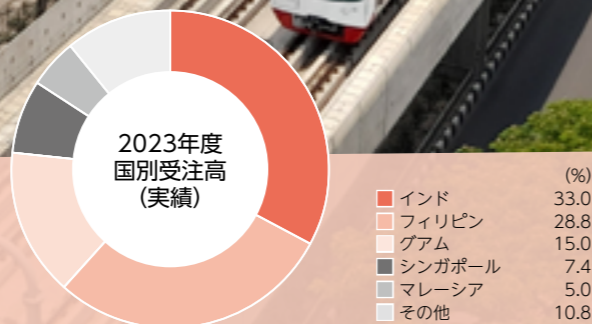 2023年度
国別受注高
(実績)
(%)
インド 33.0
フィリピン 28.8
グアム 15.0
シンガポール 7.4
マレーシア 5.0
その他 10.8